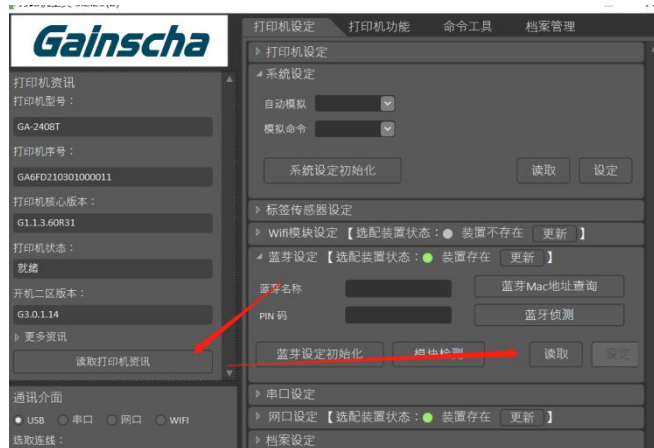 Gainscha
打印机资讯
打印机型号：
GA-2408T
打印机序号：
GA6FD210301000011
打印机核心版本：
G1.1.3.60R31
打印机状态：
就绪
开机二区版本：
G3.0.1.14
更多资讯
读取打印机资讯
通讯介面
USB 串口 网口 WIFI
选取连线：
打印机设定 打印机功能 命令工具 档案管理
打印机设定
系统设定
自动模拟
模拟命令
系统设定初始化 读取 设定
标签传感器设定
Wifi模块设定【选配装置状态：装置不存在 更新】
蓝芽设定【选配装置状态：装置存在 更新】
蓝芽名称 蓝芽Mac地址查询
PIN 码 蓝牙侦测
蓝芽设定初始化 模块检测 读取 设定
串口设定
网口设定【选配装置状态：装置存在 更新】
档案设定